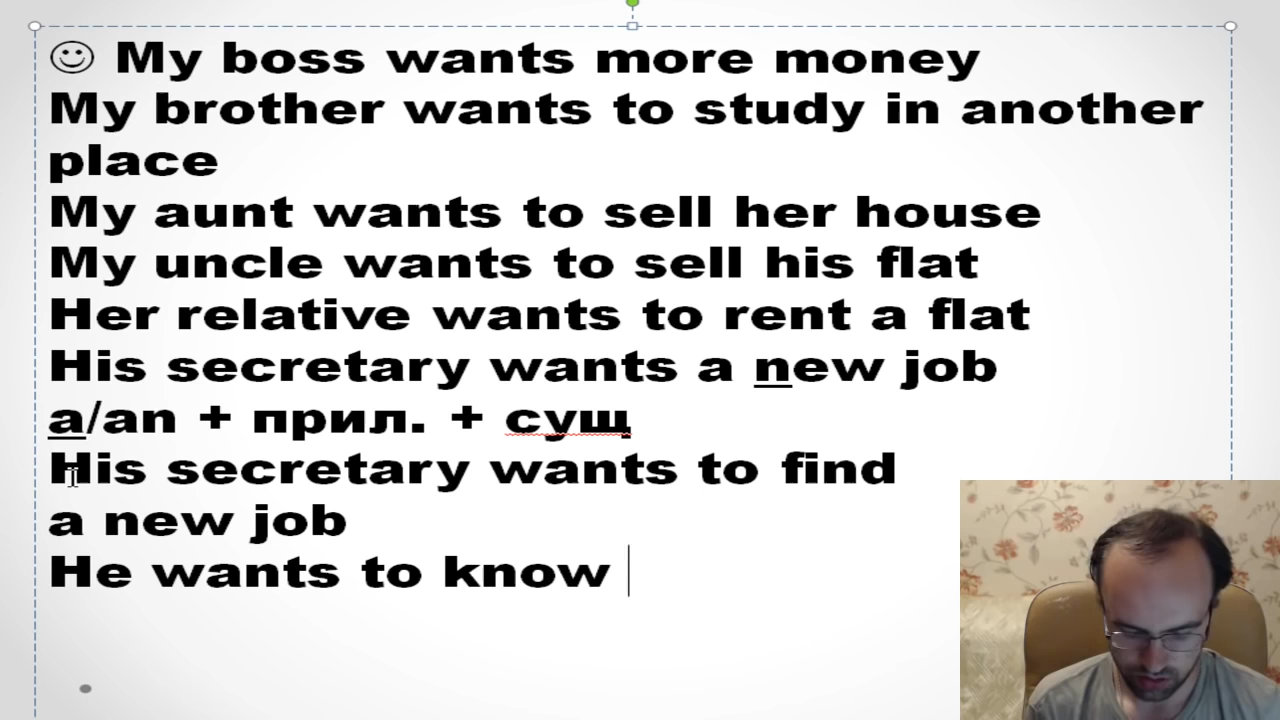 ☺ My boss wants more money
My brother wants to study in another
place
My aunt wants to sell her house
My uncle wants to sell his flat
Her relative wants to rent a flat
His secretary wants a new job
a/an + прил. + сущ
His secretary wants to find
a new job
He wants to know